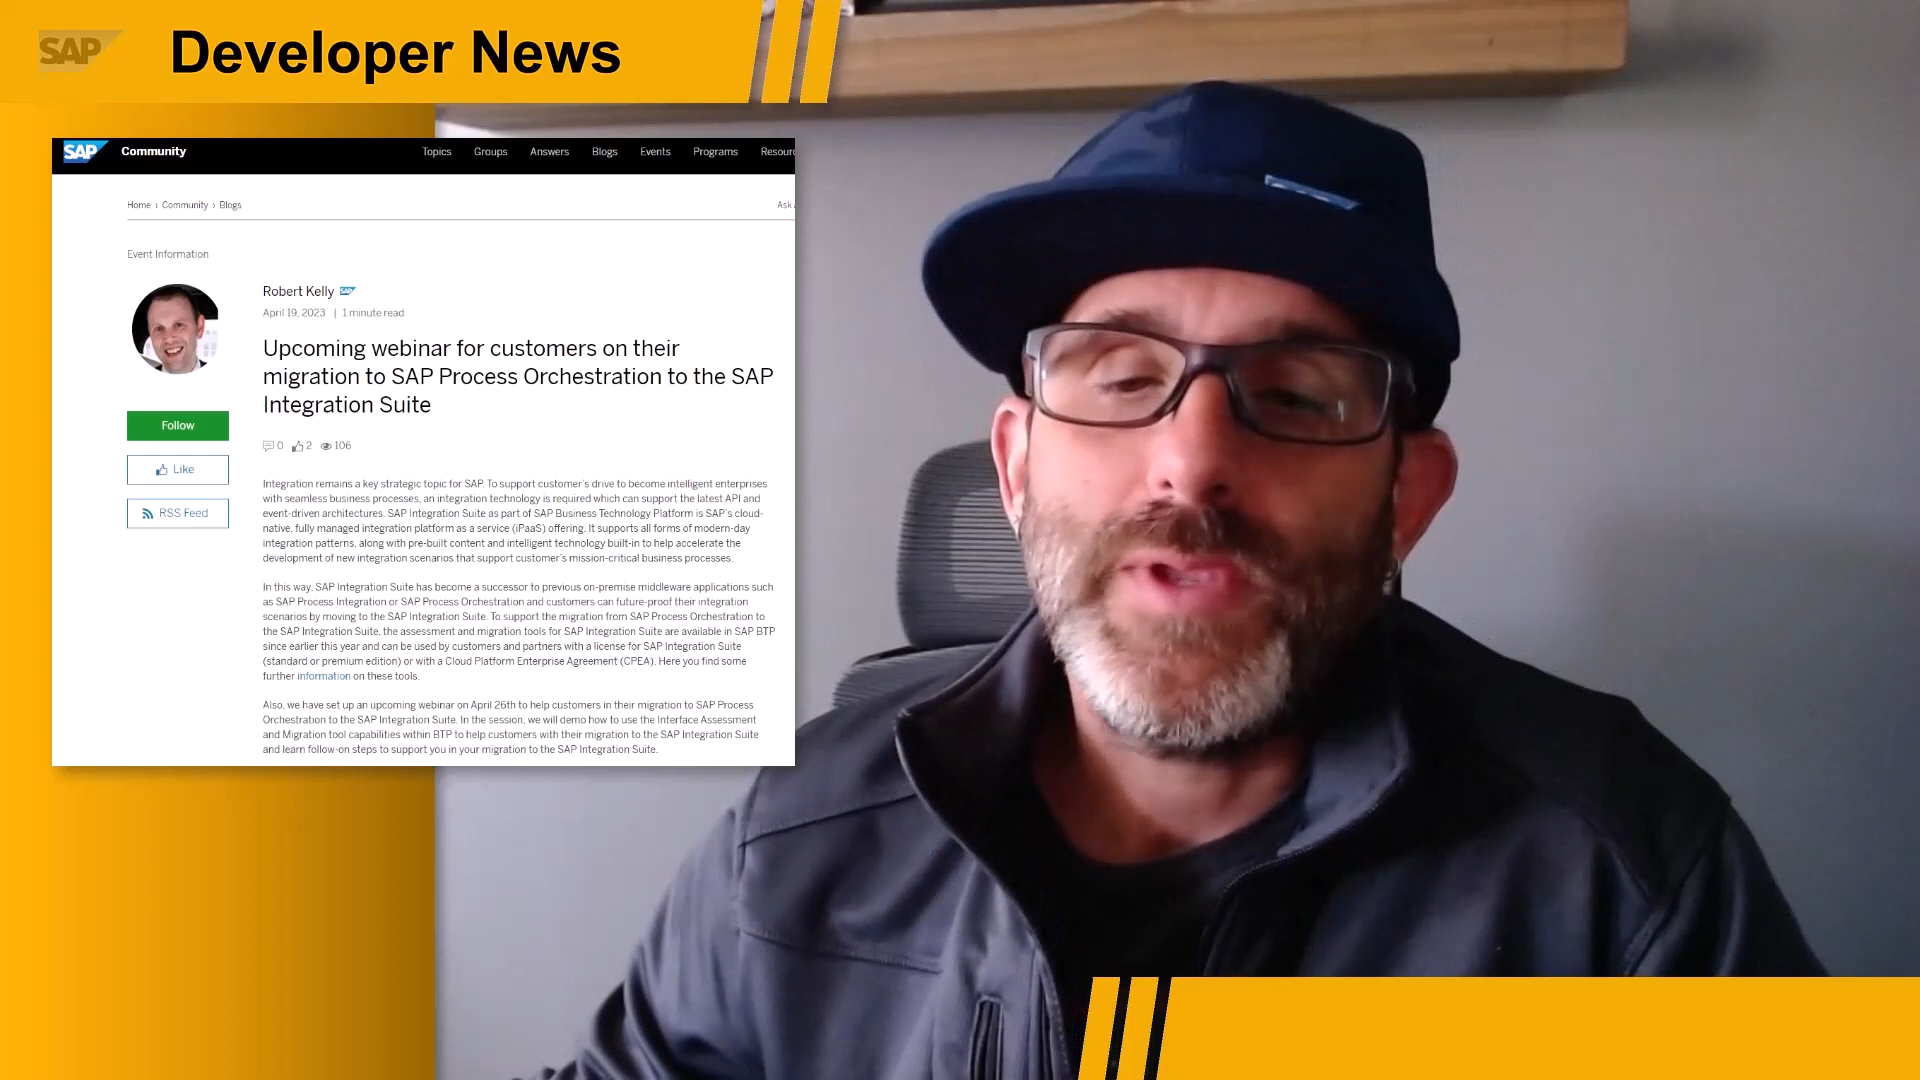 SAP
Developer News
SAP Community
Topics Groups Answers Blogs Events Programs
Home › Community › Blogs
Ask
Event Information
Robert Kelly SAP
April 19, 2023 | 1 minute read
Upcoming webinar for customers on their
migration to SAP Process Orchestration to the SAP
Integration Suite
0 2 106
Follow
Like
RSS Feed
Integration remains a key strategic topic for SAP. To support customer's drive to become intelligent enterprises
with seamless business processes, an integration technology is required which can support the latest API and
event-driven architectures. SAP Integration Suite as part of SAP Business Technology Platform is SAP's cloud-
native, fully managed integration platform as a service (iPaaS) offering. It supports all forms of modern-day
integration patterns, along with pre-built content and intelligent technology built-in to help accelerate the
development of new integration scenarios that support customer's mission-critical business processes.
In this way, SAP Integration Suite has become a successor to previous on-premise middleware applications such
as SAP Process Integration or SAP Process Orchestration and customers can future-proof their integration
scenarios by moving to the SAP Integration Suite. To support the migration from SAP Process Orchestration to
the SAP Integration Suite, the assessment and migration tools for SAP Integration Suite are available in SAP BTP
since earlier this year and can be used by customers and partners with a license for SAP Integration Suite
(standard or premium edition) or with a Cloud Platform Enterprise Agreement (CPEA). Here you find some
further information on these tools.
Also, we have set up an upcoming webinar on April 26th to help customers in their migration to SAP Process
Orchestration to the SAP Integration Suite. In the session, we will demo how to use the Interface Assessment
and Migration tool capabilities within BTP to help customers with their migration to the SAP Integration Suite
and learn follow-on steps to support you in your migration to the SAP Integration Suite.